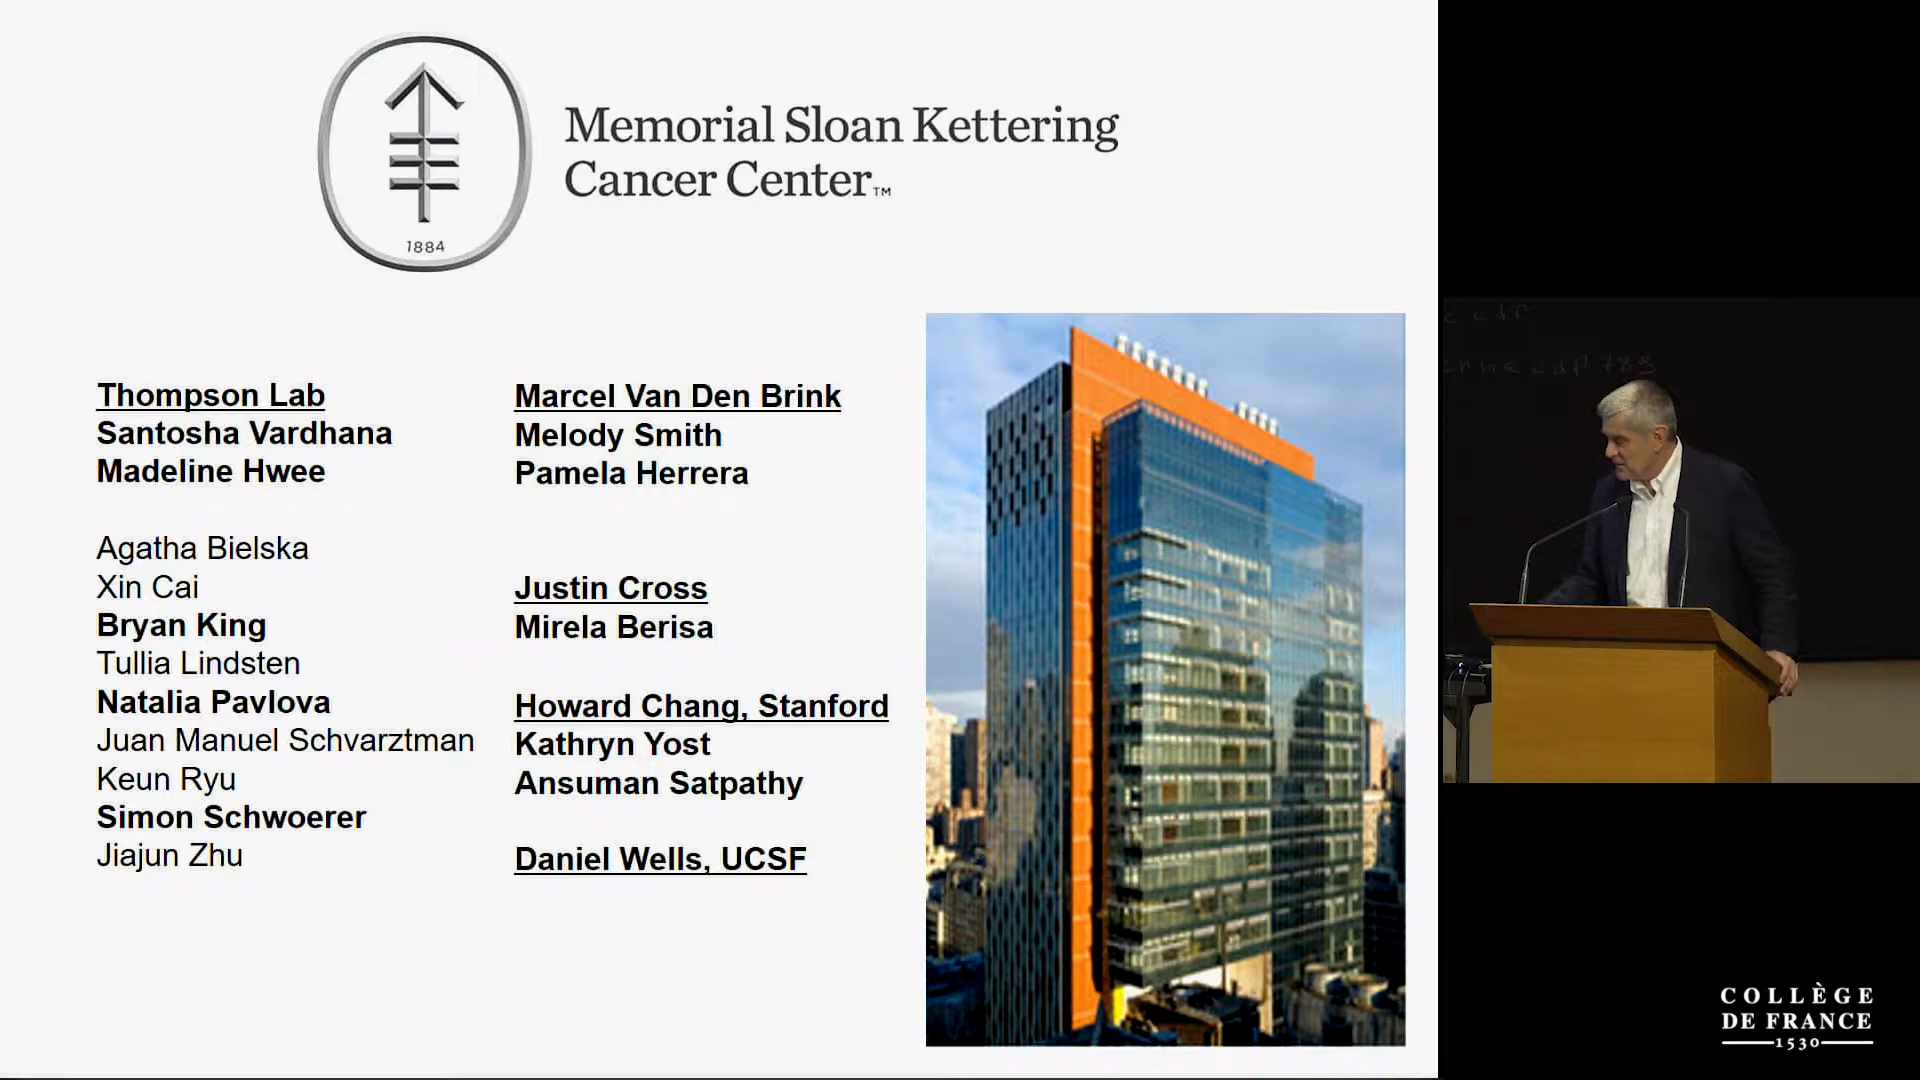 1884
Memorial Sloan Kettering
Cancer Center™
Thompson Lab
Santosha Vardhana
Madeline Hwee
Agatha Bielska
Xin Cai
Bryan King
Tullia Lindsten
Natalia Pavlova
Juan Manuel Schvarztman
Keun Ryu
Simon Schwoerer
Jiajun Zhu
Marcel Van Den Brink
Melody Smith
Pamela Herrera
Justin Cross
Mirela Berisa
Howard Chang, Stanford
Kathryn Yost
Ansuman Satpathy
Daniel Wells, UCSF
COLLÈGE
DE FRANCE
1530